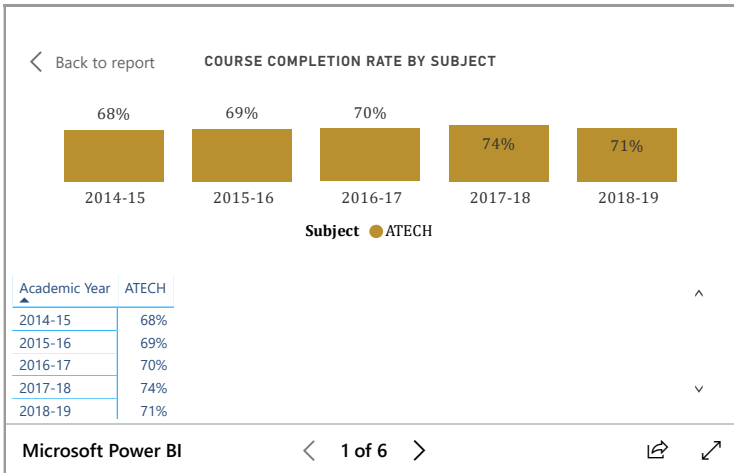 Back to report COURSE COMPLETION RATE BY SUBJECT
68% 69% 70% 74% 71%
2014-15 2015-16 2016-17 2017-18 2018-19
Subject ATECH
Academic Year ATECH
2014-15 68%
2015-16 69%
2016-17 70%
2017-18 74%
2018-19 71%
Microsoft Power BI 1 of 6